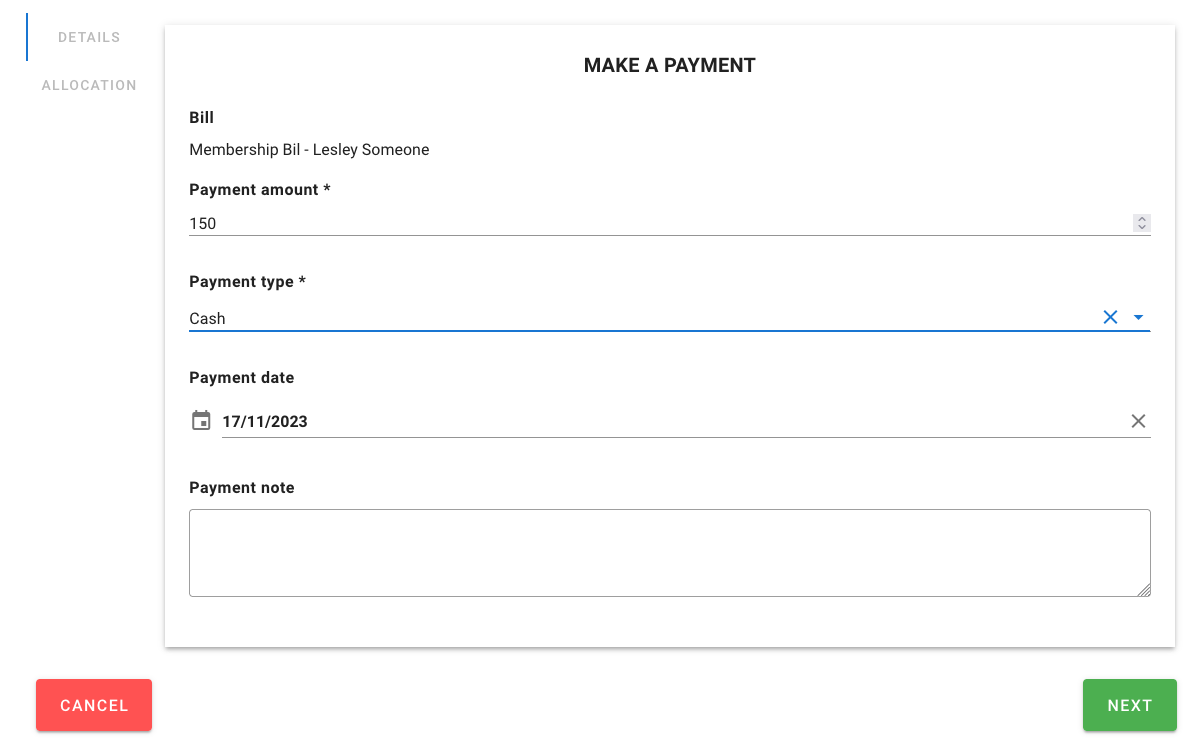 DETAILS
ALLOCATION
MAKE A PAYMENT
Bill
Membership Bil - Lesley Someone
Payment amount *
150
Payment type *
Cash
Payment date
17/11/2023
Payment note
CANCEL
NEXT